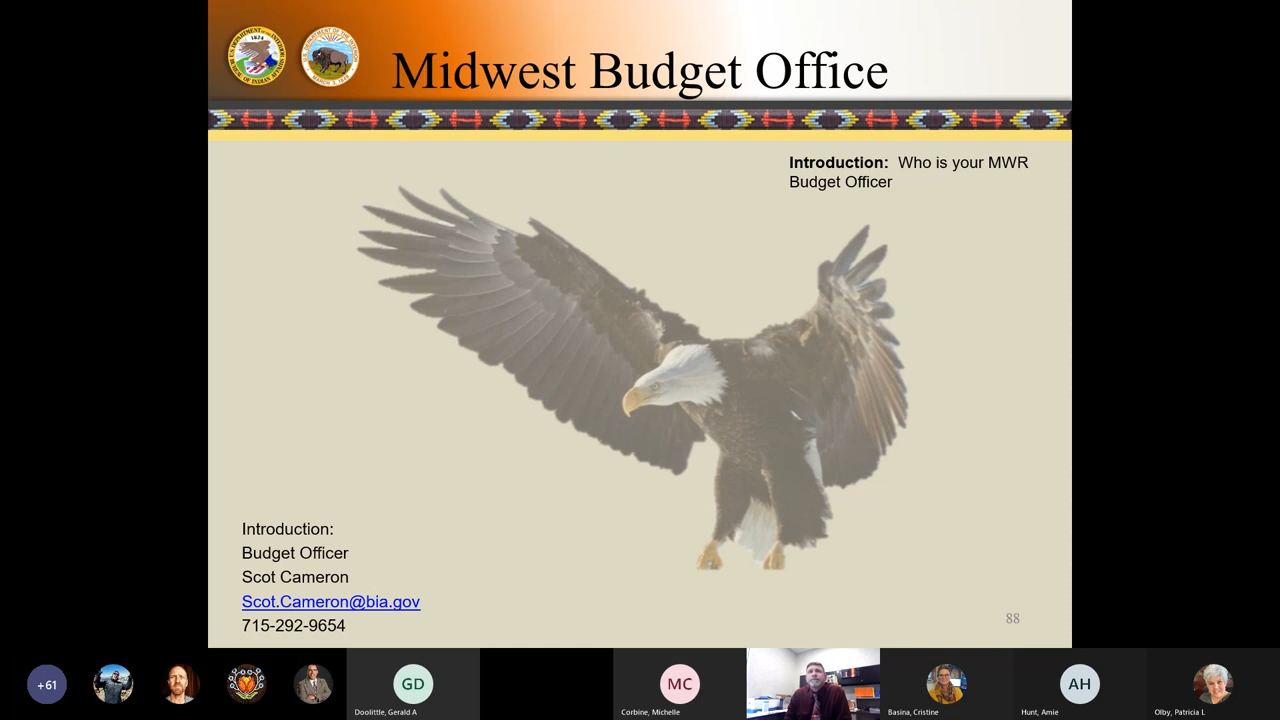 Midwest Budget Office
Introduction: Who is your MWR
Budget Officer
Introduction:
Budget Officer
Scot Cameron
Scot.Cameron@bia.gov
715-292-9654
88
+61
GD
Doolittle, Gerald A
MC
Corbine, Michelle
Basina, Cristine
AH
Hunt, Amie
Olby, Patricia L